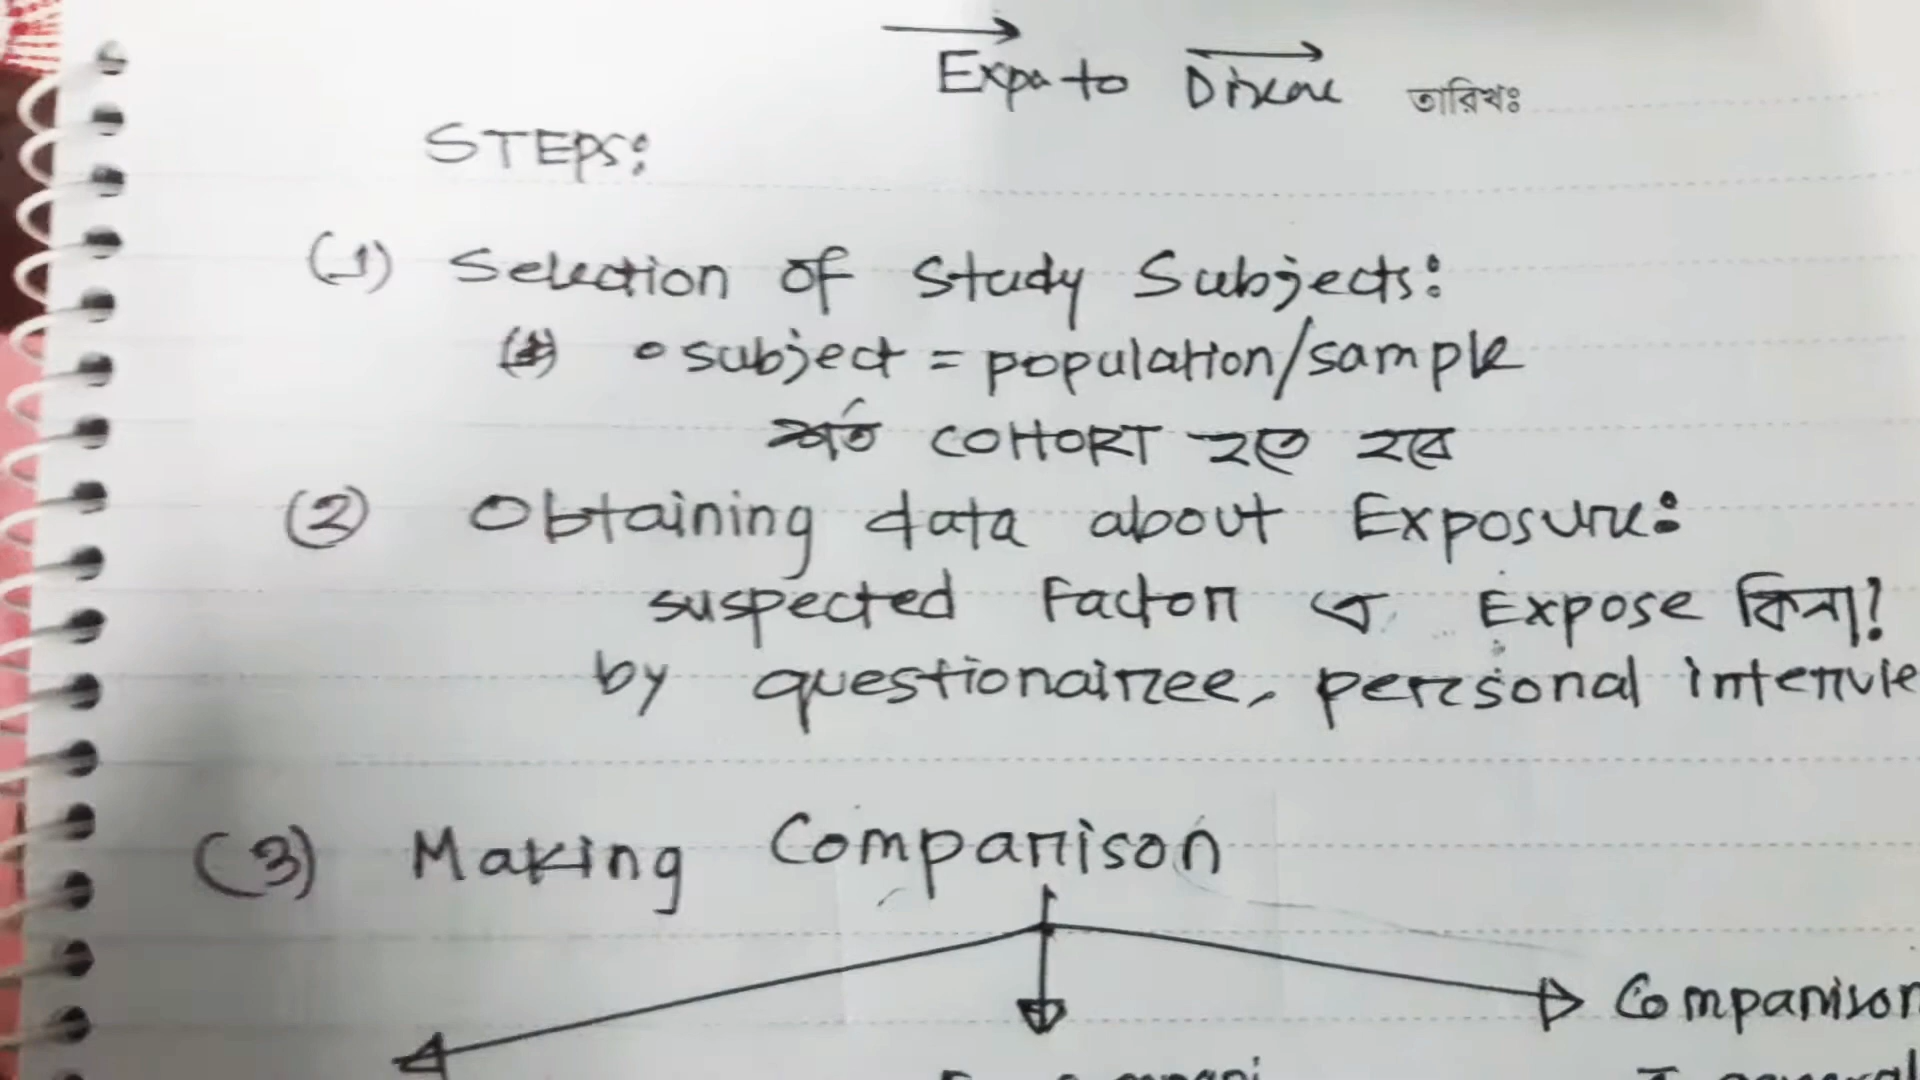 Expo to Disease তারিখঃ
STEPS:
(1) Selection of Study Subjects:
subject = population/sample
শর্ত COHORT হতে হবে
(2) Obtaining data about Exposure:
suspected Factor এ Expose কিনা!
by questionairee, personal intervie
(3) Making Comparison
Comparison